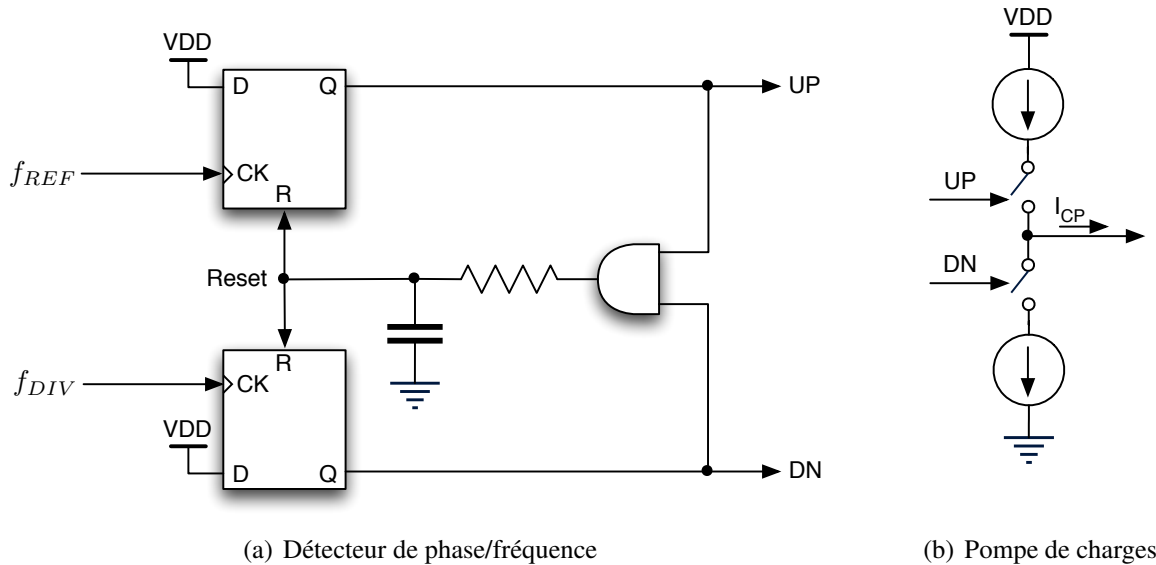 VDD
D
Q
UP
f_REF
CK
R
Reset
R
f_DIV
CK
VDD
D
Q
DN
(a) Détecteur de phase/fréquence
VDD
UP
I_CP
DN
(b) Pompe de charges